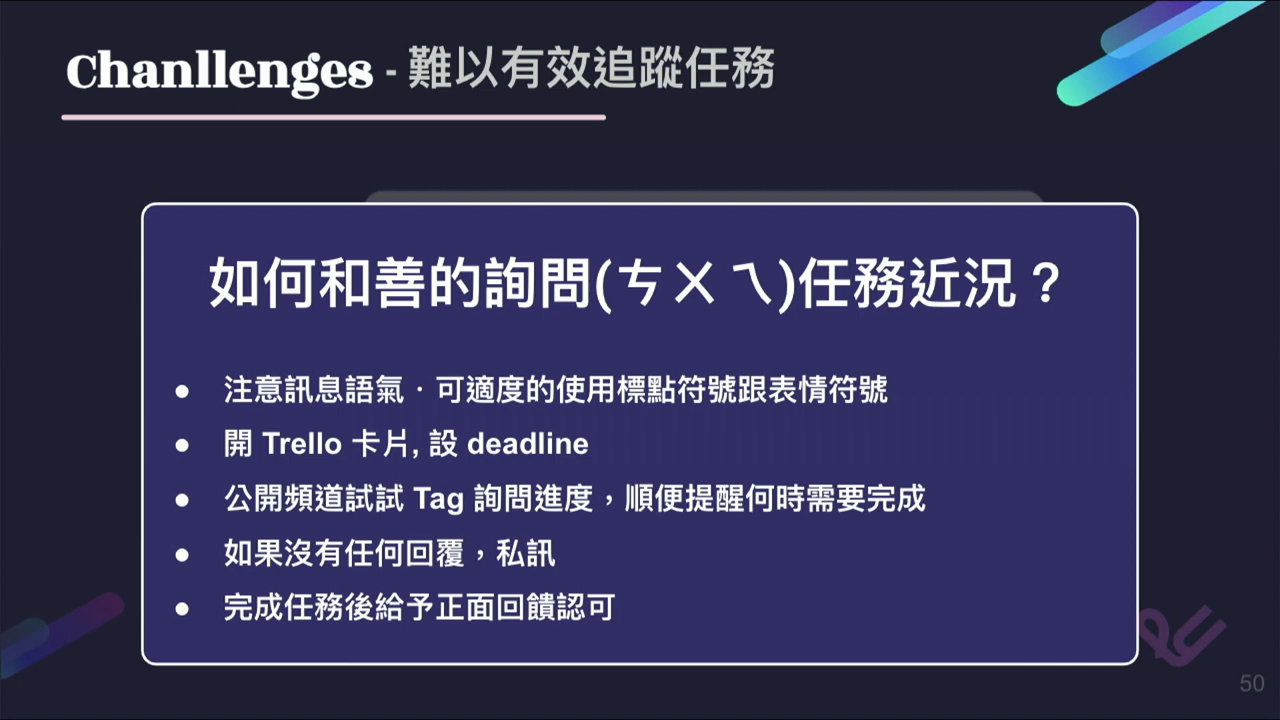 Chanllenges - 難以有效追蹤任務
如何和善的詢問(ㄘㄨㄟ)任務近況？
● 注意訊息語氣．可適度的使用標點符號跟表情符號
● 開 Trello 卡片, 設 deadline
● 公開頻道試試 Tag 詢問進度，順便提醒何時需要完成
● 如果沒有任何回覆，私訊
● 完成任務後給予正面回饋認可
50